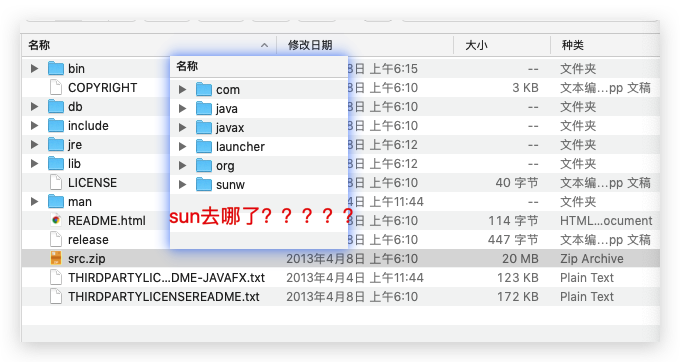 名称 修改日期 大小 种类
名称
bin 8日 上午6:15 -- 文件夹
com
COPYRIGHT 8日 上午6:10 3 KB 文本编...pp 文稿
java
db 8日 上午6:10 -- 文件夹
javax
include 8日 上午6:10 -- 文件夹
launcher
jre 8日 上午6:12 -- 文件夹
org
lib 8日 上午6:12 -- 文件夹
sunw
LICENSE 8日 上午6:10 40 字节 文本编...pp 文稿
man 4日 上午11:44 -- 文件夹
sun去哪了？？？？？
README.html 8日 上午6:10 114 字节 HTML...ocument
release 8日 上午6:10 447 字节 文本编...pp 文稿
src.zip 2013年4月8日 上午6:10 20 MB Zip Archive
THIRDPARTYLIC...DME-JAVAFX.txt 2013年4月4日 上午11:44 123 KB Plain Text
THIRDPARTYLICENSEREADME.txt 2013年4月8日 上午6:10 172 KB Plain Text